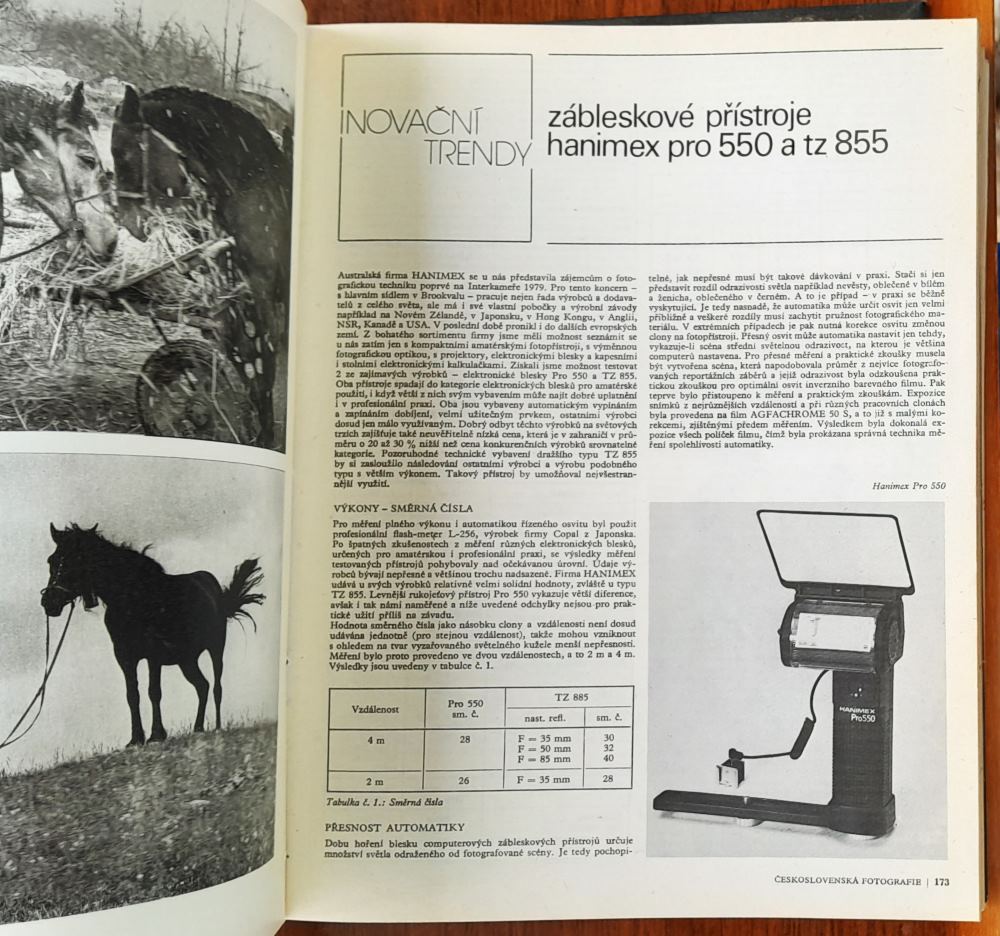 INOVAČNÍ
TRENDY
zábleskové přístroje
hanimex pro 550 a tz 855
Australská firma HANIMEX se u nás představila zájemcům o foto-
grafickou techniku poprvé na Interkameře 1979. Pro tento koncern –
s hlavním sídlem v Brookvalu – pracuje nejen řada výrobců a dodava-
telů z celého světa, ale má i své vlastní pobočky a výrobní závody
například na Novém Zélandě, v Japonsku, v Hong Kongu, v Anglii,
NSR, Kanadě a USA. V poslední době pronikl i do dalších evropských
zemí. Z bohatého sortimentu firmy jsme měli možnost seznámit se
u nás zatím jen s kompaktními amatérskými fotopřístroji, s výměnnou
fotografickou optikou, s projektory, elektronickými blesky a kapesními
i stolními elektronickými kalkulačkami. Získali jsme možnost testovat
2 ze zajímavých výrobků – elektronické blesky Pro 550 a TZ 855.
Oba přístroje spadají do kategorie elektronických blesků pro amatérské
použití, i když větší z nich svým vybavením může najít dobré uplatnění
i v profesionální praxi. Oba jsou vybaveny automatickým vypínáním
a zapínáním dobíjení, velmi užitečným prvkem, ostatními výrobci
dosud jen málo využívaným. Dobrý odbyt těchto výrobků na světových
trzích zajišťuje také neuvěřitelně nízká cena, která je v zahraničí v prů-
měru o 20 až 30 % nižší než cena konkurenčních výrobků srovnatelné
kategorie. Pozoruhodné technické vybavení dražšího typu TZ 855
by si zasloužilo následování ostatními výrobci a výrobu podobného
typu s větším výkonem. Takový přístroj by umožňoval nejvšestran-
nější využití.
VÝKONY – SMĚRNÁ ČÍSLA
Pro měření plného výkonu i automatikou řízeného osvitu byl použit
profesionální flash-meter L-256, výrobek firmy Copal z Japonska.
Po špatných zkušenostech z měření různých elektronických blesků,
určených pro amatérskou i profesionální praxi, se výsledky měření
testovaných přístrojů pohybovaly nad očekávanou úrovní. Údaje vý-
robců bývají nepřesné a většinou trochu nadsazené. Firma HANIMEX
udává u svých výrobků relativně velmi solidní hodnoty, zvláště u typu
TZ 855. Levnější rukojeťový přístroj Pro 550 vykazuje větší diference,
avšak i tak námi naměřené a níže uvedené odchylky nejsou pro prak-
tické užití příliš na závadu.
Hodnota směrného čísla jako násobku clony a vzdálenosti není dosud
udávána jednotně (pro stejnou vzdálenost), takže mohou vzniknout
s ohledem na tvar vyzařovaného světelného kužele menší nepřesnosti.
Měření bylo proto provedeno ve dvou vzdálenostech, a to 2 m a 4 m.
Výsledky jsou uvedeny v tabulce č. 1.
Vzdálenost Pro 550 sm. č. TZ 885
nast. refl. sm. č.
4 m 28 F = 35 mm 30
F = 50 mm 32
F = 85 mm 40
2 m 26 F = 35 mm 28
Tabulka č. 1.: Směrná čísla
PŘESNOST AUTOMATIKY
Dobu hoření blesku computerových zábleskových přístrojů určuje
množství světla odraženého od fotografované scény. Je tedy pochopi-
telné, jak nepřesné musí být takové dávkování v praxi. Stačí si jen
představit rozdíl odrazivosti světla například nevěsty, oblečené v bílém
a ženicha, oblečeného v černém. A to je případ – v praxi se běžně
vyskytující. Je tedy nasnadě, že automatika může určit osvit jen velmi
přibližně a veškeré rozdíly musí zachytit pružnost fotografického ma-
teriálu. V extrémních případech je pak nutná korekce osvitu změnou
clony na fotopřístroji. Přesný osvit může automatika nastavit jen tehdy,
vykazuje-li scéna střední světelnou odrazivost, na kterou je většina
computerů nastavena. Pro přesné měření a praktické zkoušky musela
být vytvořena scéna, která napodobovala průměr z nejvíce fotografo-
vaných reportážních záběrů a jejíž odrazivost byla odzkoušena prak-
tickou zkouškou pro optimální osvit inverzního barevného filmu. Pak
teprve bylo přistoupeno k měření a praktickým zkouškám. Expozice
snímků z nejrůznějších vzdáleností a při různých pracovních clonách
byla provedena na film AGFACHROME 50 S, a to již s malými ko-
rekcemi, zjištěnými předem měřením. Výsledkem byla dokonalá ex-
pozice všech políček filmu, čímž byla prokázána správná technika mě-
ření spolehlivosti automatiky.
Hanimex Pro 550
HANIMEX
Pro550
ČESKOSLOVENSKÁ FOTOGRAFIE | 173